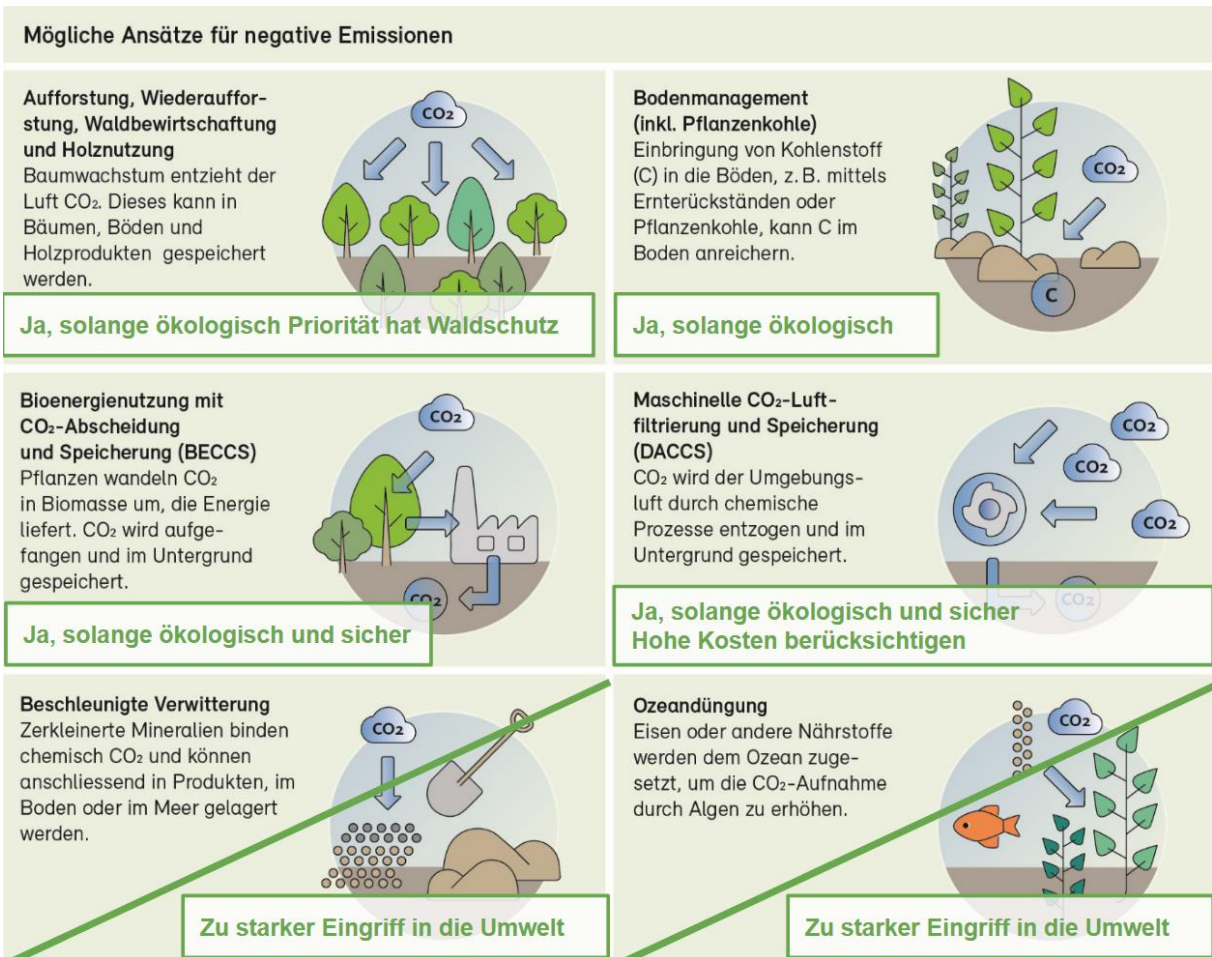 Mögliche Ansätze für negative Emissionen
Aufforstung, Wiederauffor-
stung, Waldbewirtschaftung
und Holznutzung
Baumwachstum entzieht der
Luft CO₂. Dieses kann in
Bäumen, Böden und
Holzprodukten gespeichert
werden.
CO₂
Ja, solange ökologisch Priorität hat Waldschutz
Bodenmanagement
(inkl. Pflanzenkohle)
Einbringung von Kohlenstoff
(C) in die Böden, z. B. mittels
Ernterückständen oder
Pflanzenkohle, kann C im
Boden anreichern.
CO₂
C
Ja, solange ökologisch
Bioenergienutzung mit
CO₂-Abscheidung
und Speicherung (BECCS)
Pflanzen wandeln CO₂
in Biomasse um, die Energie
liefert. CO₂ wird aufge-
fangen und im Untergrund
gespeichert.
CO₂
CO₂
Ja, solange ökologisch und sicher
Maschinelle CO₂-Luft-
filtrierung und Speicherung
(DACCS)
CO₂ wird der Umgebungs-
luft durch chemische
Prozesse entzogen und im
Untergrund gespeichert.
CO₂
CO₂
CO₂
CO₂
Ja, solange ökologisch und sicher
Hohe Kosten berücksichtigen
Beschleunigte Verwitterung
Zerkleinerte Mineralien binden
chemisch CO₂ und können
anschliessend in Produkten, im
Boden oder im Meer gelagert
werden.
CO₂
Zu starker Eingriff in die Umwelt
Ozeandüngung
Eisen oder andere Nährstoffe
werden dem Ozean zuge-
setzt, um die CO₂-Aufnahme
durch Algen zu erhöhen.
CO₂
Zu starker Eingriff in die Umwelt